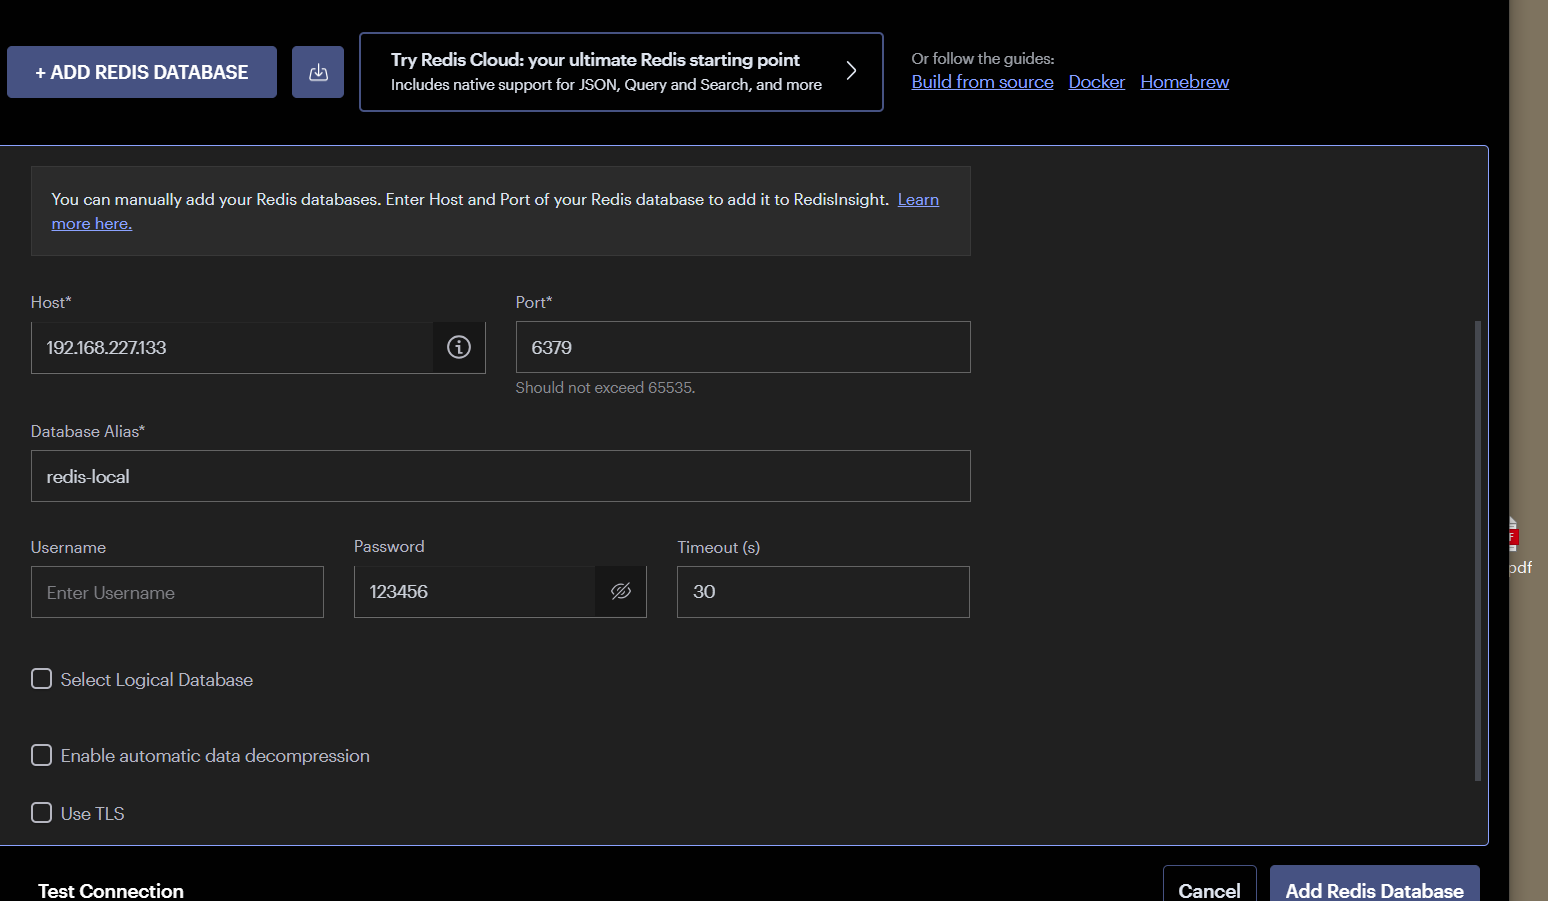 + ADD REDIS DATABASE
Try Redis Cloud: your ultimate Redis starting point
Includes native support for JSON, Query and Search, and more
Or follow the guides:
Build from source Docker Homebrew
You can manually add your Redis databases. Enter Host and Port of your Redis database to add it to RedisInsight. Learn
more here.
Host* Port*
192.168.227.133 6379
Should not exceed 65535.
Database Alias*
redis-local
Username Password Timeout (s)
Enter Username 123456 30
Select Logical Database
Enable automatic data decompression
Use TLS
Test Connection Cancel Add Redis Database
pdf